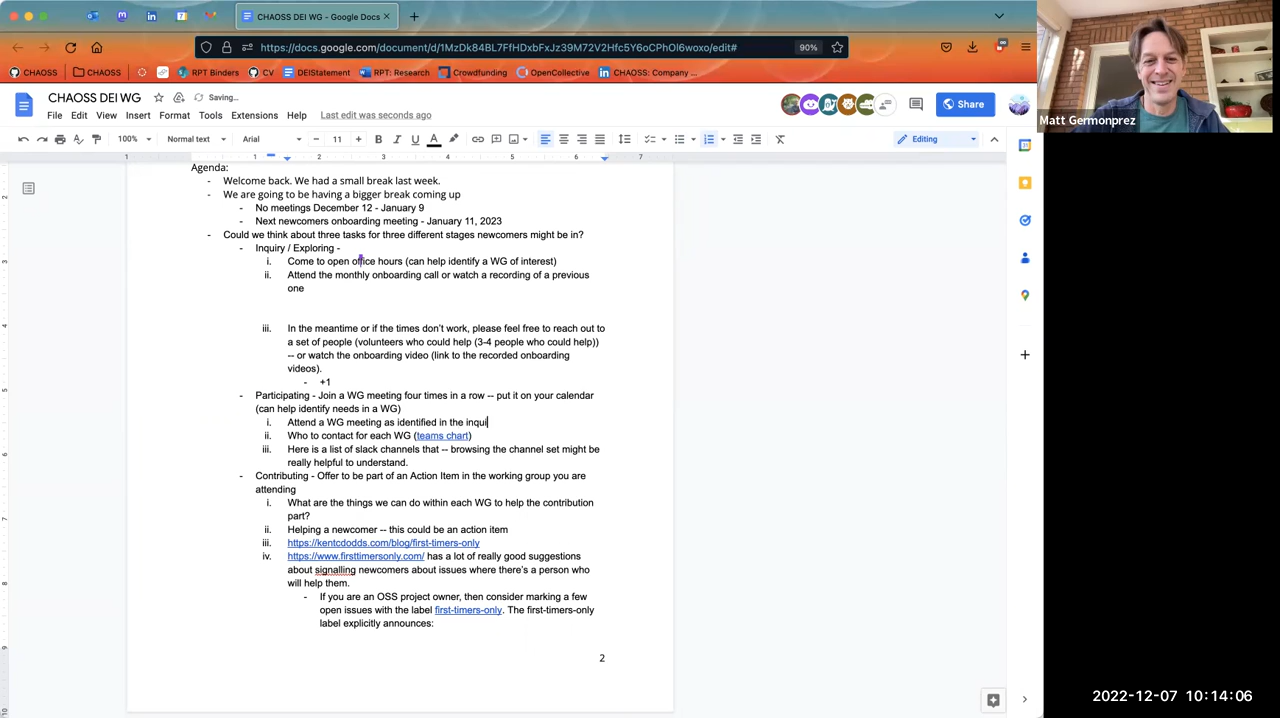 CHAOSS DEI WG - Google Docs
https://docs.google.com/document/d/1MzDk84BL7FfHDxbFxJz39M72V2Hfc5Y6oCPhOl6woxo/edit#
90%
CHAOSS
CHAOSS
RPT Binders
CV
DEIStatement
RPT: Research
Crowdfunding
OpenCollective
CHAOSS: Company ...
CHAOSS DEI WG
Saving...
File Edit View Insert Format Tools Extensions Help
Last edit was seconds ago
Share
100%
Normal text
Arial
11
Editing
Agenda:
- Welcome back. We had a small break last week.
- We are going to be having a bigger break coming up
- No meetings December 12 - January 9
- Next newcomers onboarding meeting - January 11, 2023
- Could we think about three tasks for three different stages newcomers might be in?
- Inquiry / Exploring -
i. Come to open office hours (can help identify a WG of interest)
ii. Attend the monthly onboarding call or watch a recording of a previous
one
iii. In the meantime or if the times don't work, please feel free to reach out to
a set of people (volunteers who could help (3-4 people who could help))
-- or watch the onboarding video (link to the recorded onboarding
videos).
- +1
- Participating - Join a WG meeting four times in a row -- put it on your calendar
(can help identify needs in a WG)
i. Attend a WG meeting as identified in the inqui
ii. Who to contact for each WG (teams chart)
iii. Here is a list of slack channels that -- browsing the channel set might be
really helpful to understand.
- Contributing - Offer to be part of an Action Item in the working group you are
attending
i. What are the things we can do within each WG to help the contribution
part?
ii. Helping a newcomer -- this could be an action item
iii. https://kentcdodds.com/blog/first-timers-only
iv. https://www.firsttimersonly.com/ has a lot of really good suggestions
about signalling newcomers about issues where there's a person who
will help them.
- If you are an OSS project owner, then consider marking a few
open issues with the label first-timers-only. The first-timers-only
label explicitly announces:
2
Matt Germonprez
2022-12-07 10:14:06